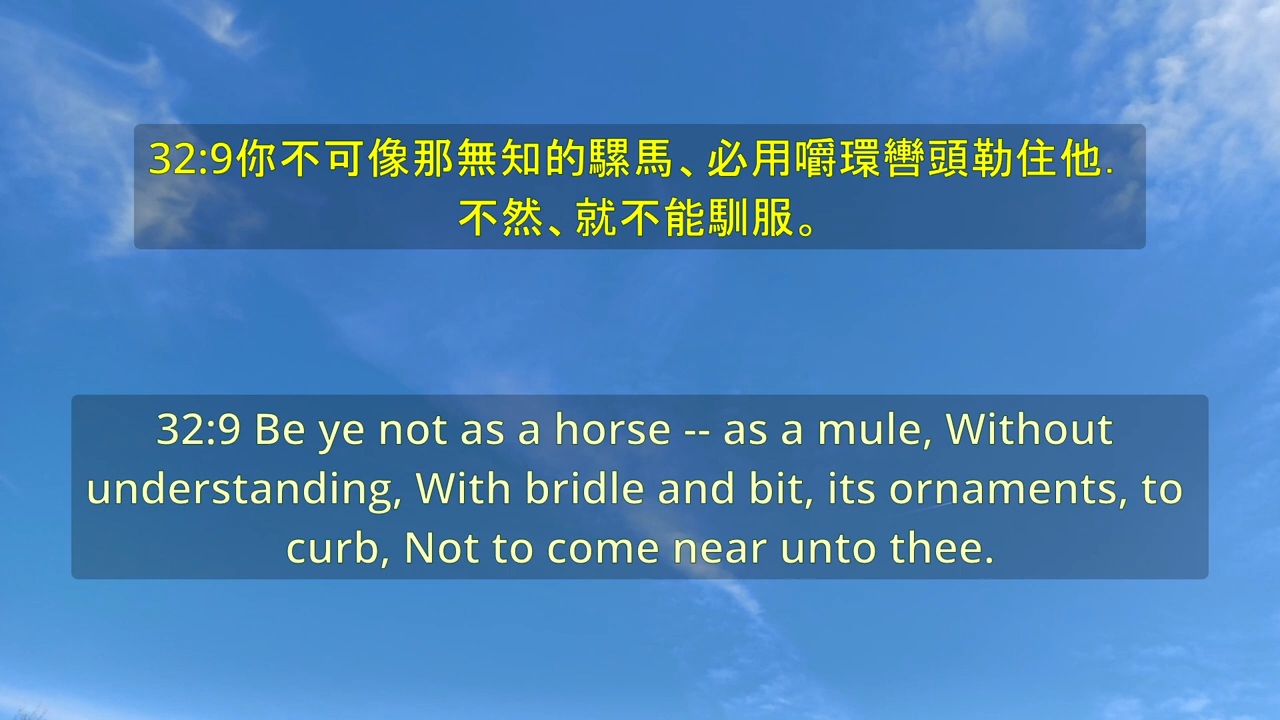 32:9你不可像那無知的騾馬、必用嚼環轡頭勒住他.
不然、就不能馴服。
32:9 Be ye not as a horse -- as a mule, Without
understanding, With bridle and bit, its ornaments, to
curb, Not to come near unto thee.